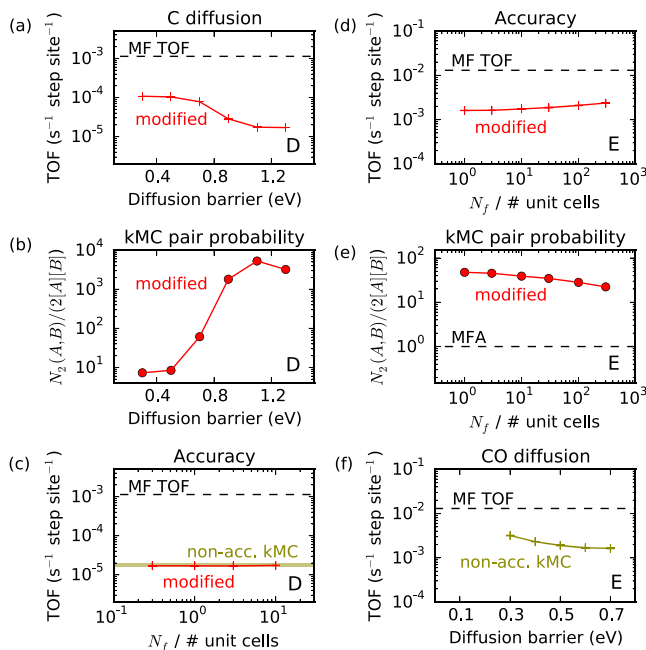 (a)
C diffusion
TOF (s⁻¹ step site⁻¹)
10⁻³
10⁻⁴
10⁻⁵
MF TOF
modified
D
0.4 0.8 1.2
Diffusion barrier (eV)
(b)
kMC pair probability
N₂(A,B)/(2[A][B])
10⁴
10³
10²
10¹
modified
D
0.4 0.8 1.2
Diffusion barrier (eV)
(c)
Accuracy
TOF (s⁻¹ step site⁻¹)
10⁻³
10⁻⁴
10⁻⁵
MF TOF
non-acc. kMC
modified
D
10⁻¹ 10⁰ 10¹
N_f / # unit cells
(d)
Accuracy
TOF (s⁻¹ step site⁻¹)
10⁻¹
10⁻²
10⁻³
10⁻⁴
MF TOF
modified
E
10⁰ 10¹ 10² 10³
N_f / # unit cells
(e)
kMC pair probability
N₂(A,B)/(2[A][B])
10²
10¹
10⁰
modified
MFA
E
10⁰ 10¹ 10² 10³
N_f / # unit cells
(f)
CO diffusion
TOF (s⁻¹ step site⁻¹)
10⁻¹
10⁻²
10⁻³
10⁻⁴
MF TOF
non-acc. kMC
E
0.1 0.3 0.5 0.7
Diffusion barrier (eV)